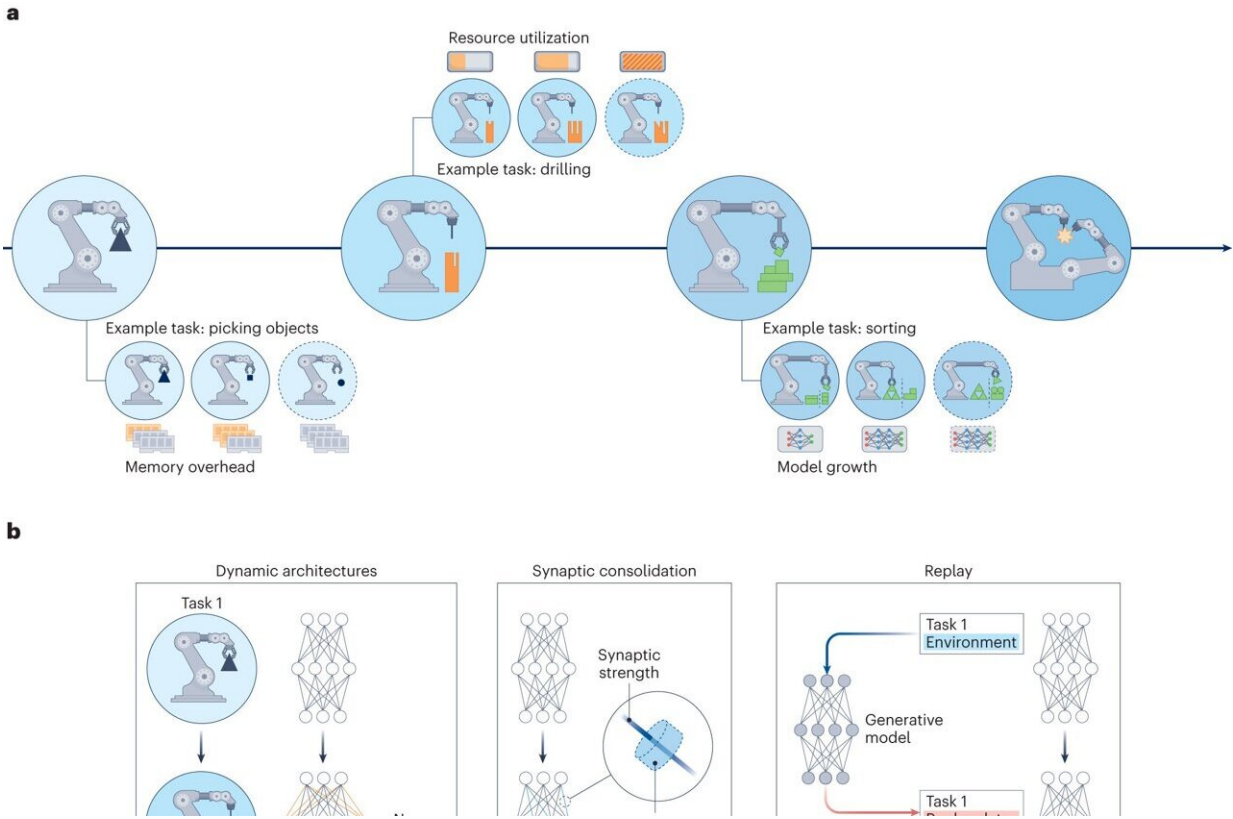 a
Resource utilization
Example task: drilling
Example task: picking objects
Memory overhead
Example task: sorting
Model growth
b
Dynamic architectures
Task 1
Synaptic consolidation
Synaptic
strength
Replay
Task 1
Environment
Generative
model
Task 1